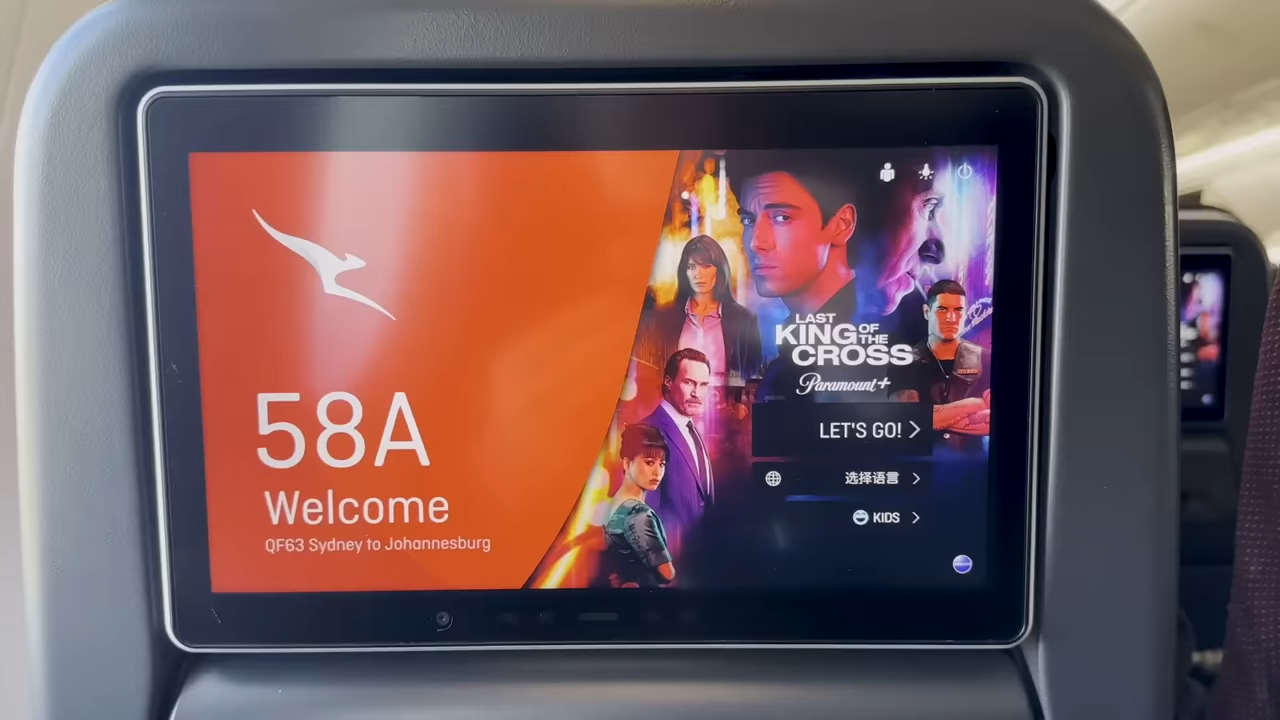 58A
Welcome
QF63 Sydney to Johannesburg
LAST
KING OF THE
CROSS
Paramount+
LET'S GO!
选择语言
KIDS